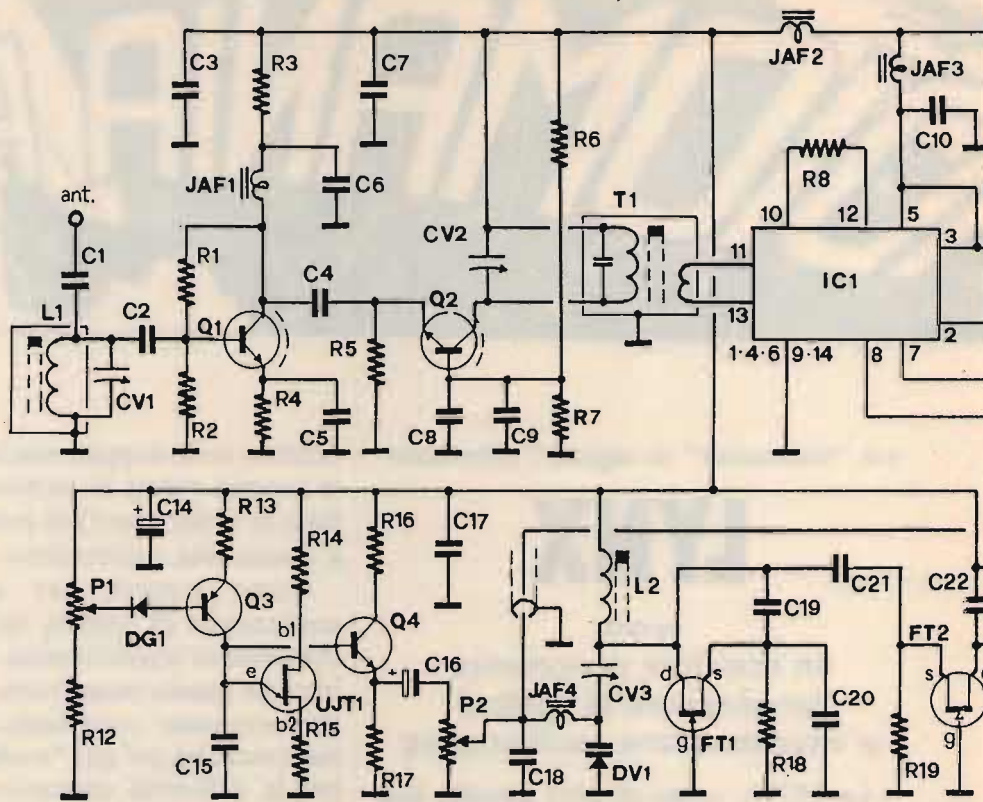 JAF2
C3
R3
C7
JAF3
C10
R6
R8
JAF1
C6
ant.
T1
10
12
5
CV2
3
C1
R1
11
C4
IC1
L1
C2
Q1
Q2
13
2
R5
1·4·6
9·14
8
7
CV1
R4
R7
R2
C5
C8
C9
C14
+
R13
R16
C17
R14
L2
C21
P1
C22
Q3
Q4
C19
DG1
b1
FT2
C16
+
d
s
s
e
P2
JAF4
CV3
C20
UJT1
b2
R12
R15
g
FT1
g
C15
R17
C18
DV1
R18
R19